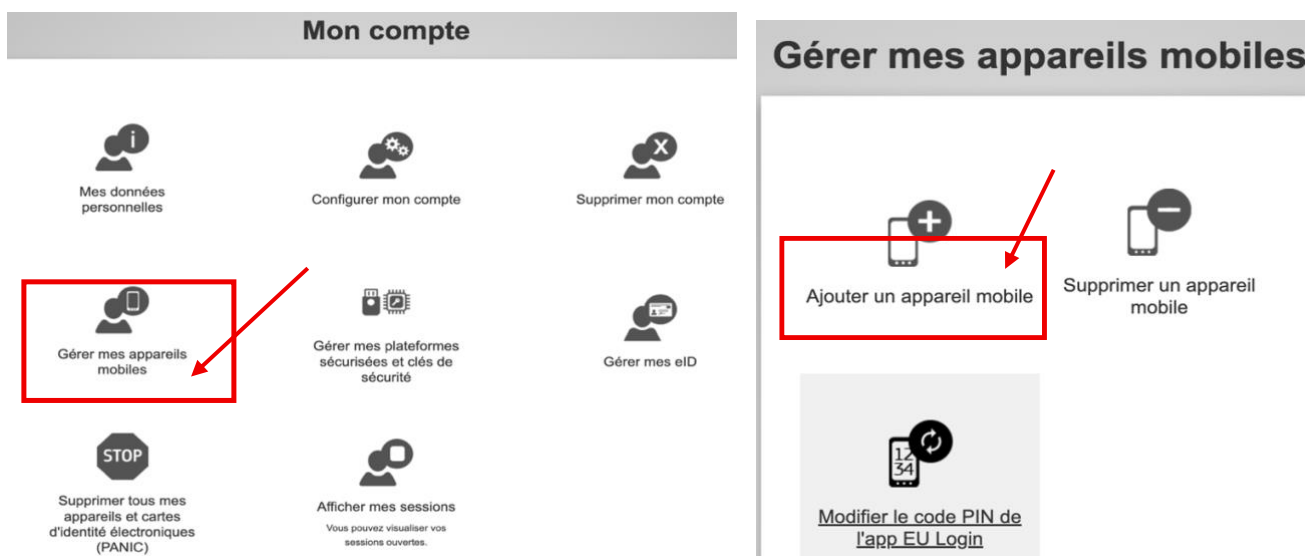 Mon compte
Mes données
personnelles
Configurer mon compte
Supprimer mon compte
Gérer mes appareils
mobiles
Gérer mes plateformes
sécurisées et clés de
sécurité
Gérer mes eID
STOP
Supprimer tous mes
appareils et cartes
d'identité électroniques
(PANIC)
Afficher mes sessions
Vous pouvez visualiser vos
sessions ouvertes.
Gérer mes appareils mobiles
Ajouter un appareil mobile
Supprimer un appareil
mobile
12
34
Modifier le code PIN de
l'app EU Login